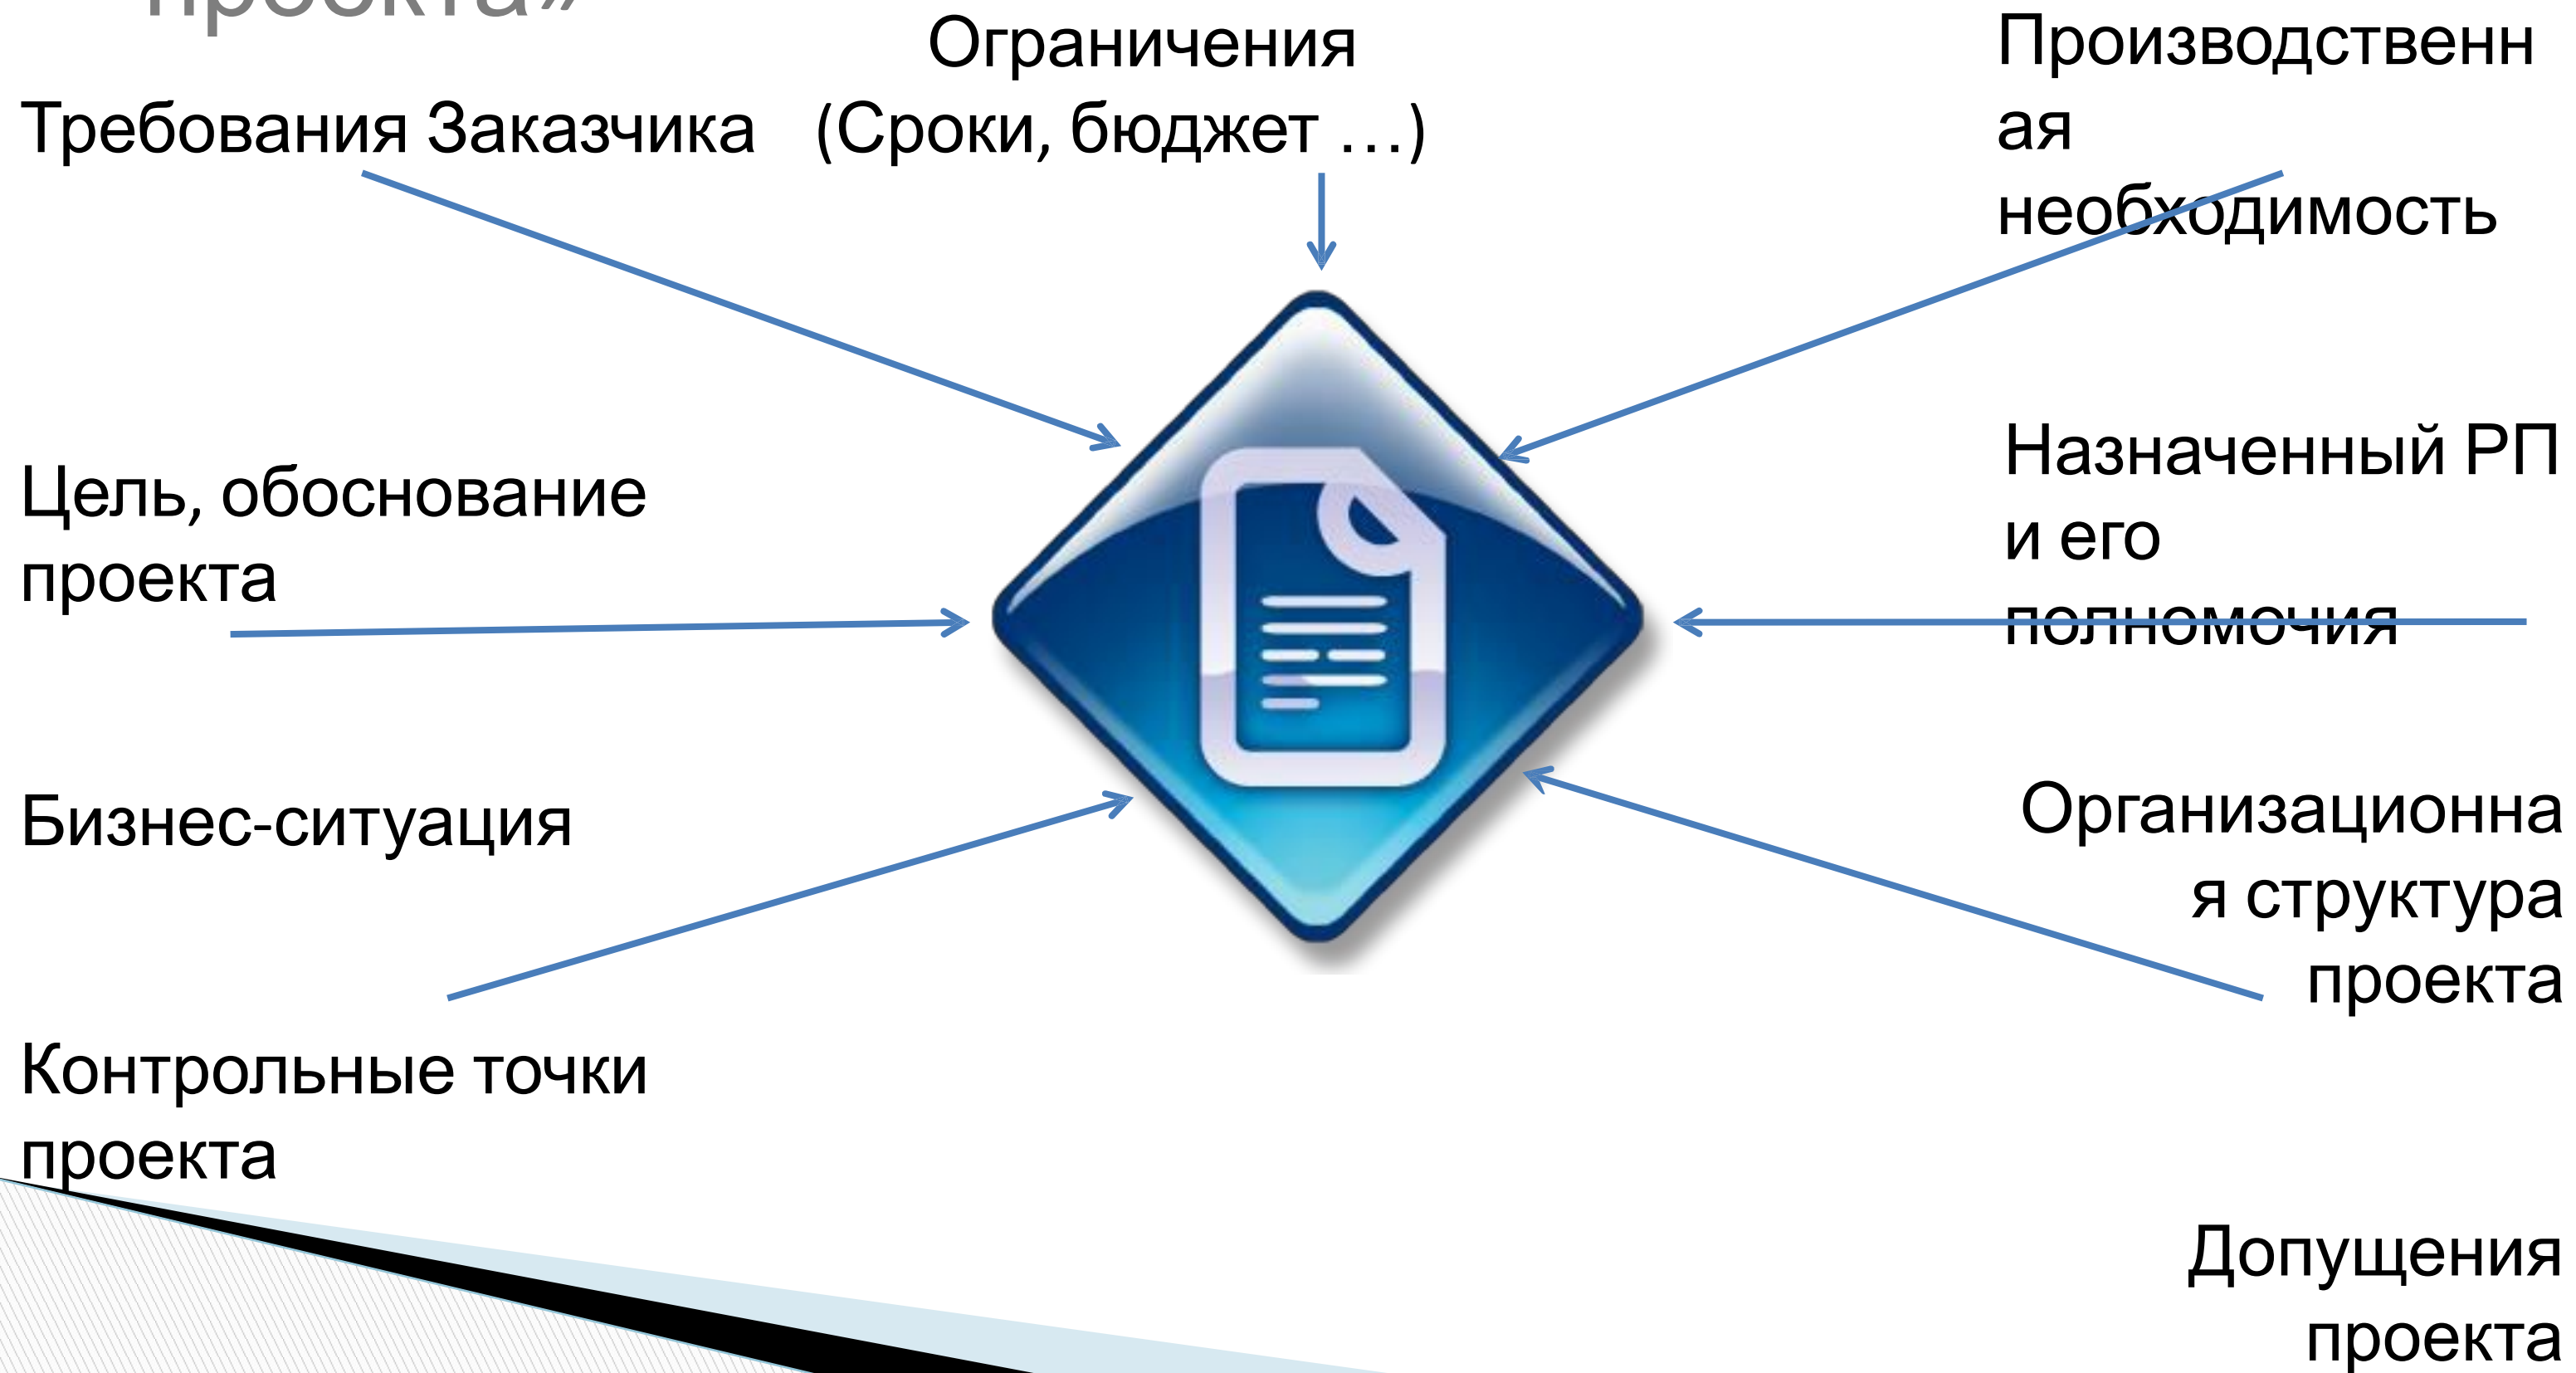 проекта»
Ограничения
(Сроки, бюджет ...)
Требования Заказчика
Производственн
ая
необходимость
Цель, обоснование
проекта
Назначенный РП
и его
полномочия
Бизнес-ситуация
Организационна
я структура
проекта
Контрольные точки
проекта
Допущения
проекта